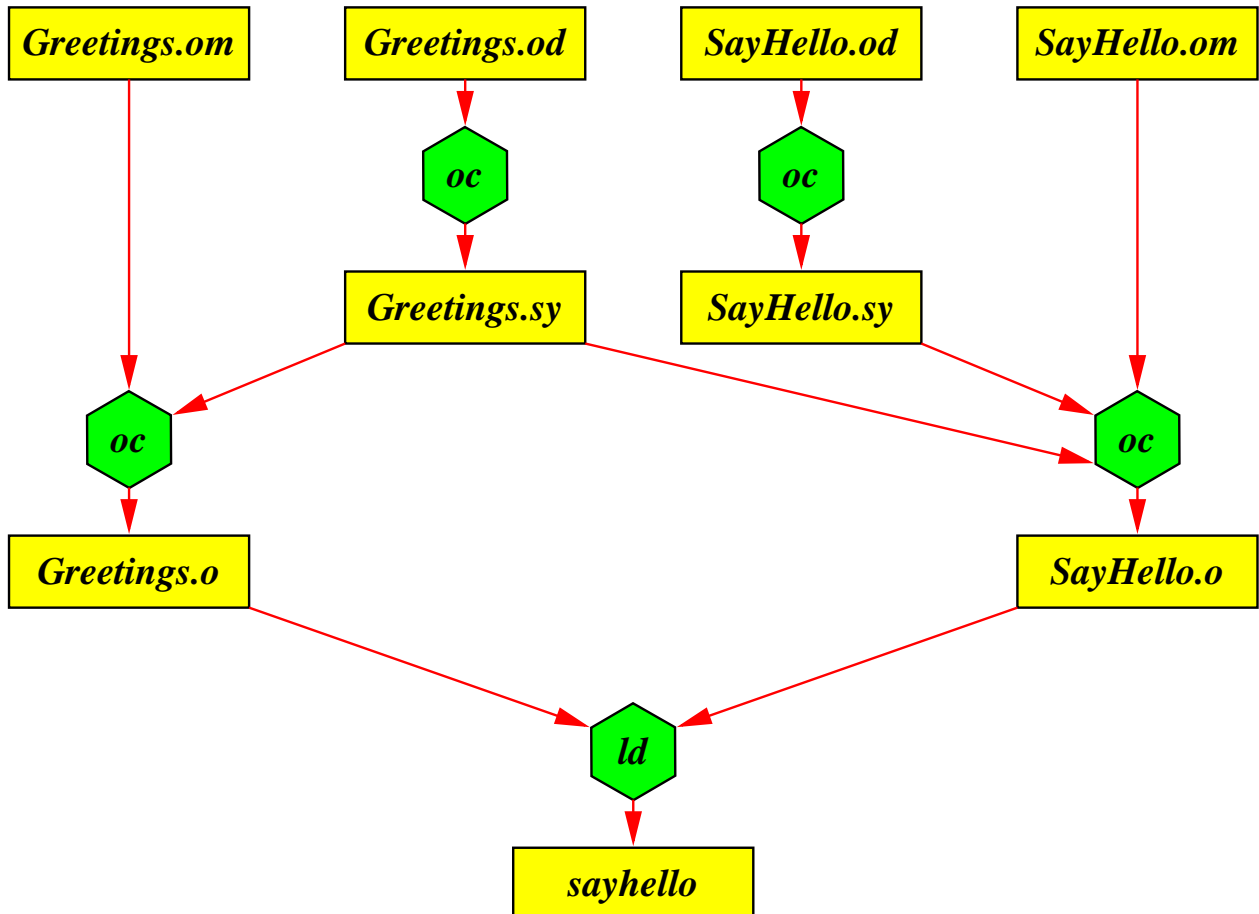 Greetings.om
Greetings.od
SayHello.od
SayHello.om
oc
oc
Greetings.sy
SayHello.sy
oc
oc
Greetings.o
SayHello.o
ld
sayhello